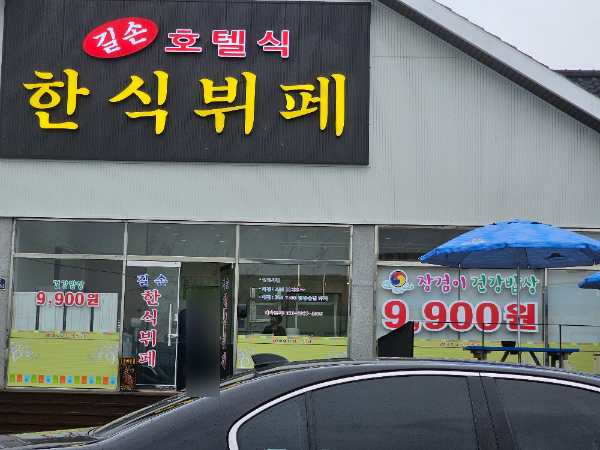 길손 호텔식
한식뷔페
건강밥상
9,900원
길손
한식뷔페
장검이 건강밥상
9,900원